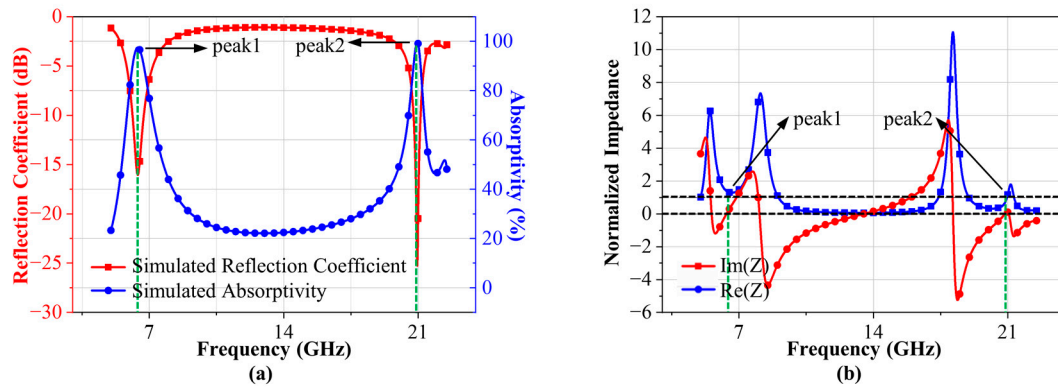 Reflection Coefficient (dB)
0
−5
−10
−15
−20
−25
−30
Absorptivity (%)
100
80
60
40
20
0
peak1
peak2
Simulated Reflection Coefficient
Simulated Absorptivity
7
14
21
Frequency (GHz)
(a)
Normalized Impedance
12
10
8
6
4
2
0
−2
−4
−6
peak1
peak2
Im(Z)
Re(Z)
7
14
21
Frequency (GHz)
(b)